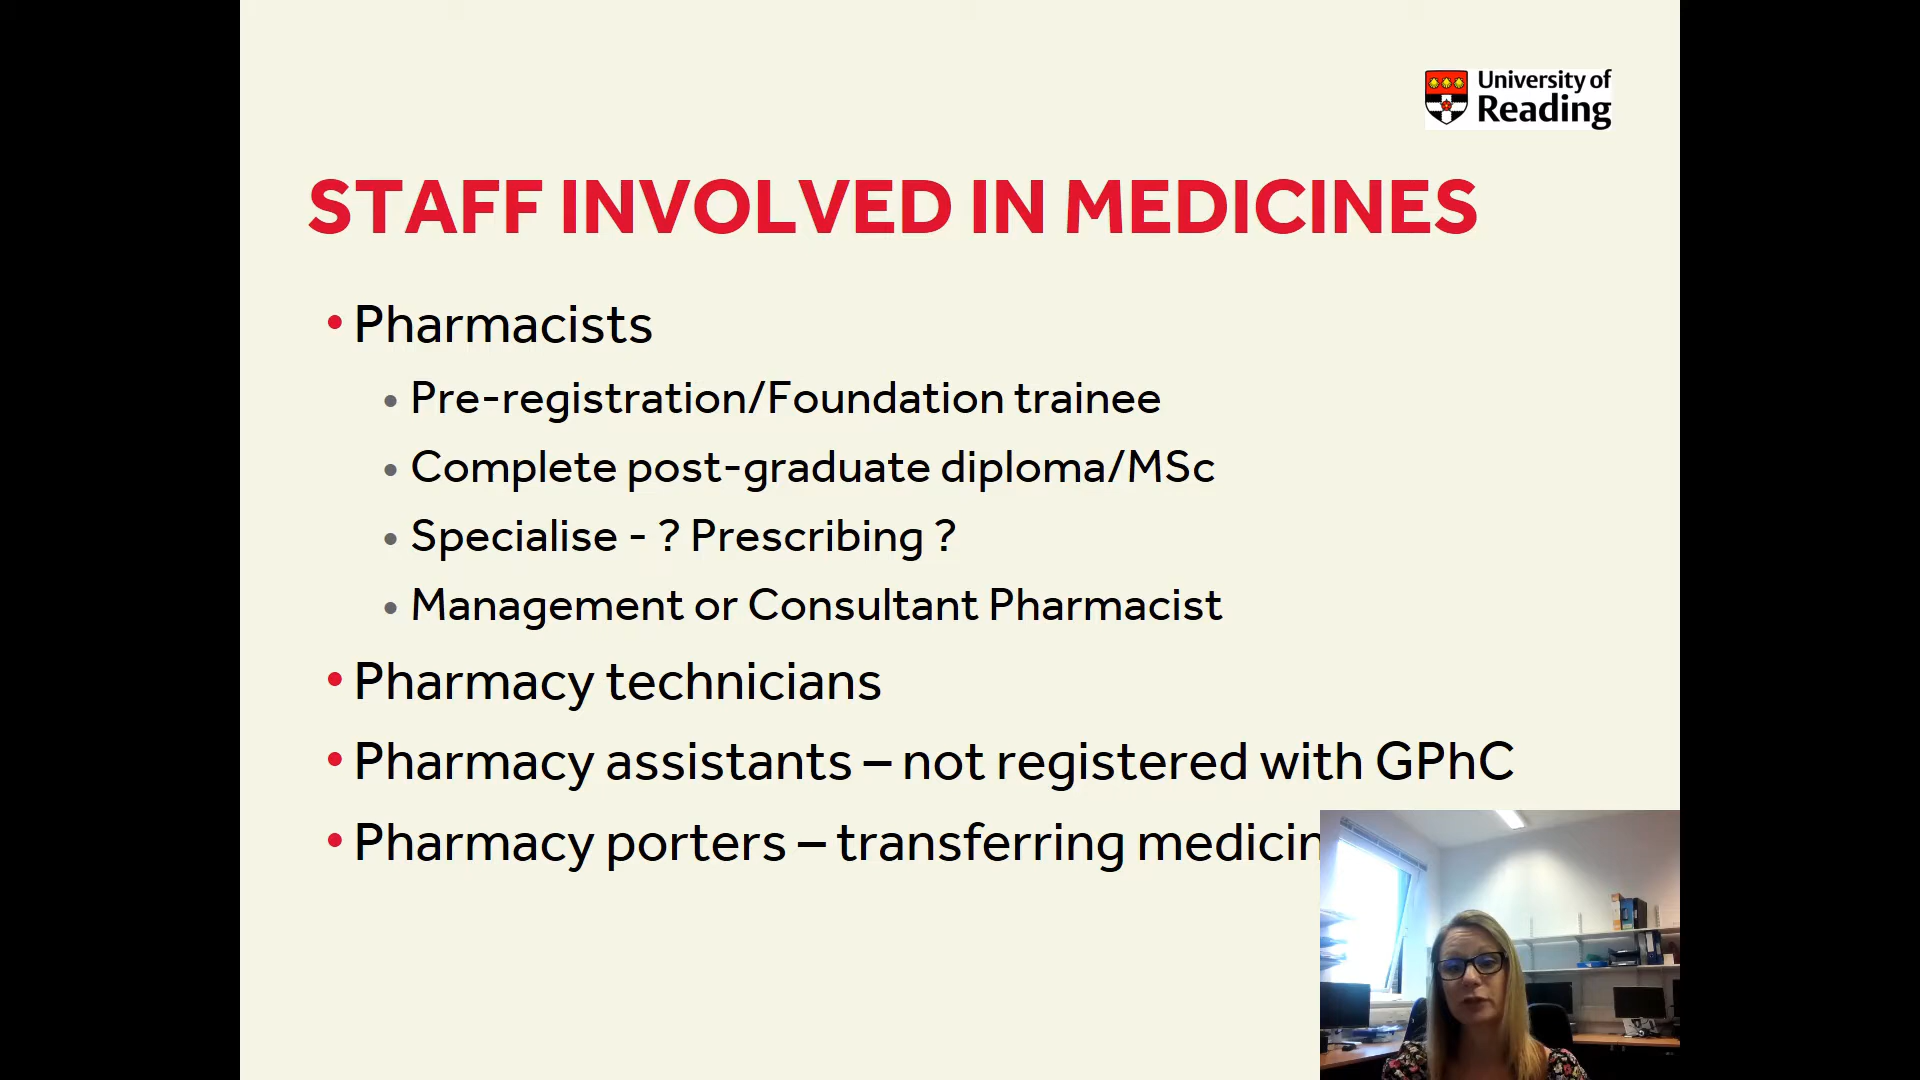 University of
Reading
STAFF INVOLVED IN MEDICINES
• Pharmacists
• Pre-registration/Foundation trainee
• Complete post-graduate diploma/MSc
• Specialise - ? Prescribing ?
• Management or Consultant Pharmacist
• Pharmacy technicians
• Pharmacy assistants – not registered with GPhC
• Pharmacy porters – transferring